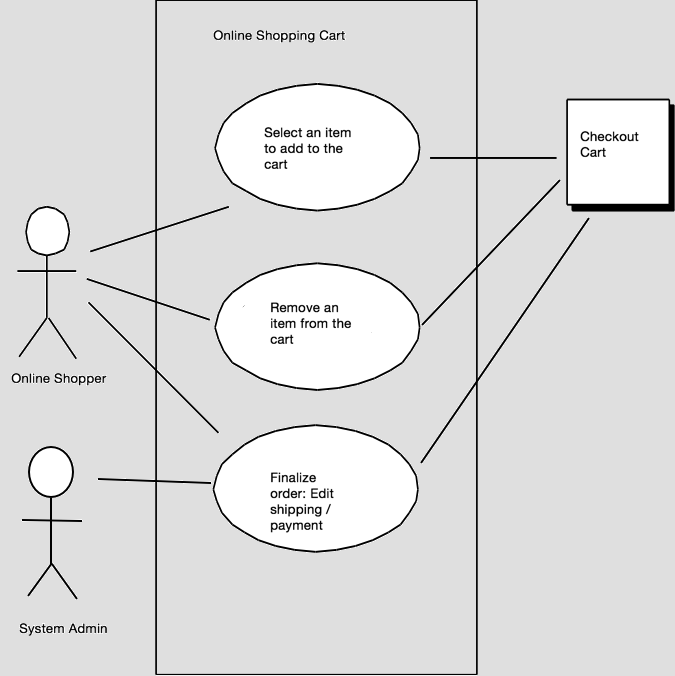 Online Shopping Cart
Select an item
to add to the
cart
Checkout
Cart
Remove an
item from the
cart
Online Shopper
Finalize
order: Edit
shipping /
payment
System Admin